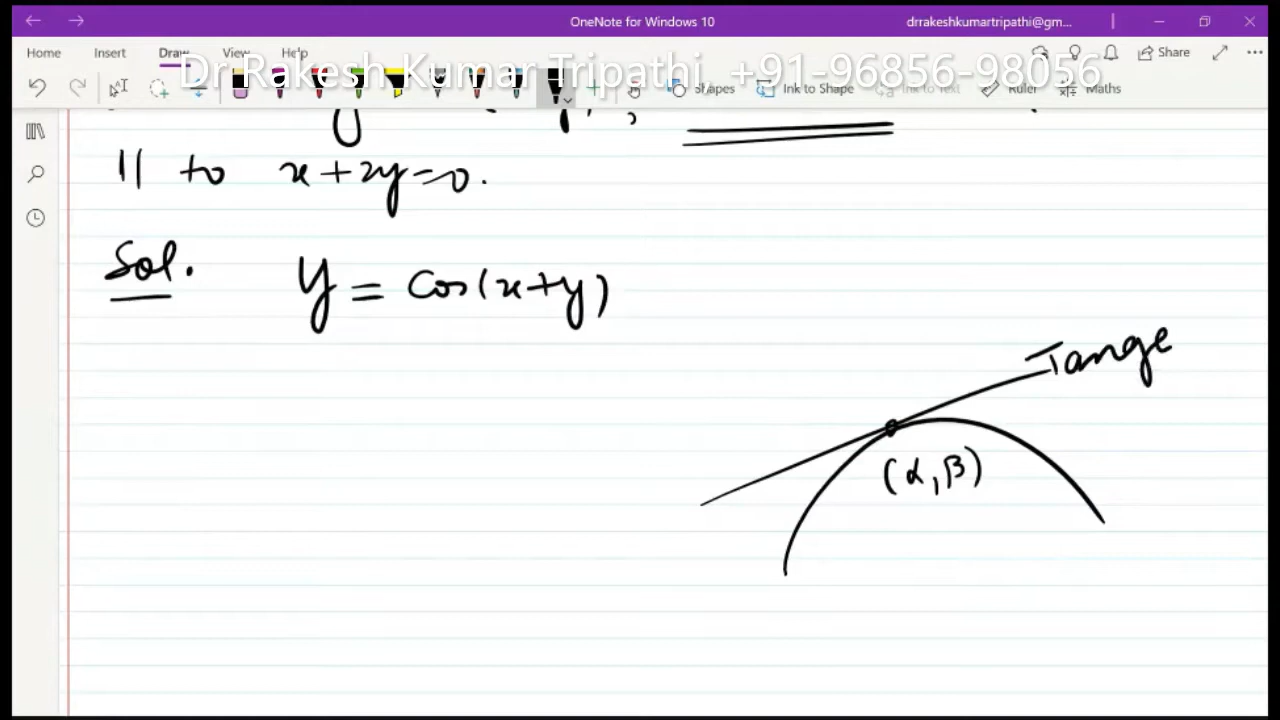 OneNote for Windows 10
drrakeshkumartripathi@gm...
Home Insert Draw View Help
Share
Dr Rakesh Kumar Tripathi +91-96856-98056
Shapes Ink to Shape Ink to Text Ruler Maths
|| to x+2y=0.
Sol. y = cos(x+y)
Tange
(α,β)